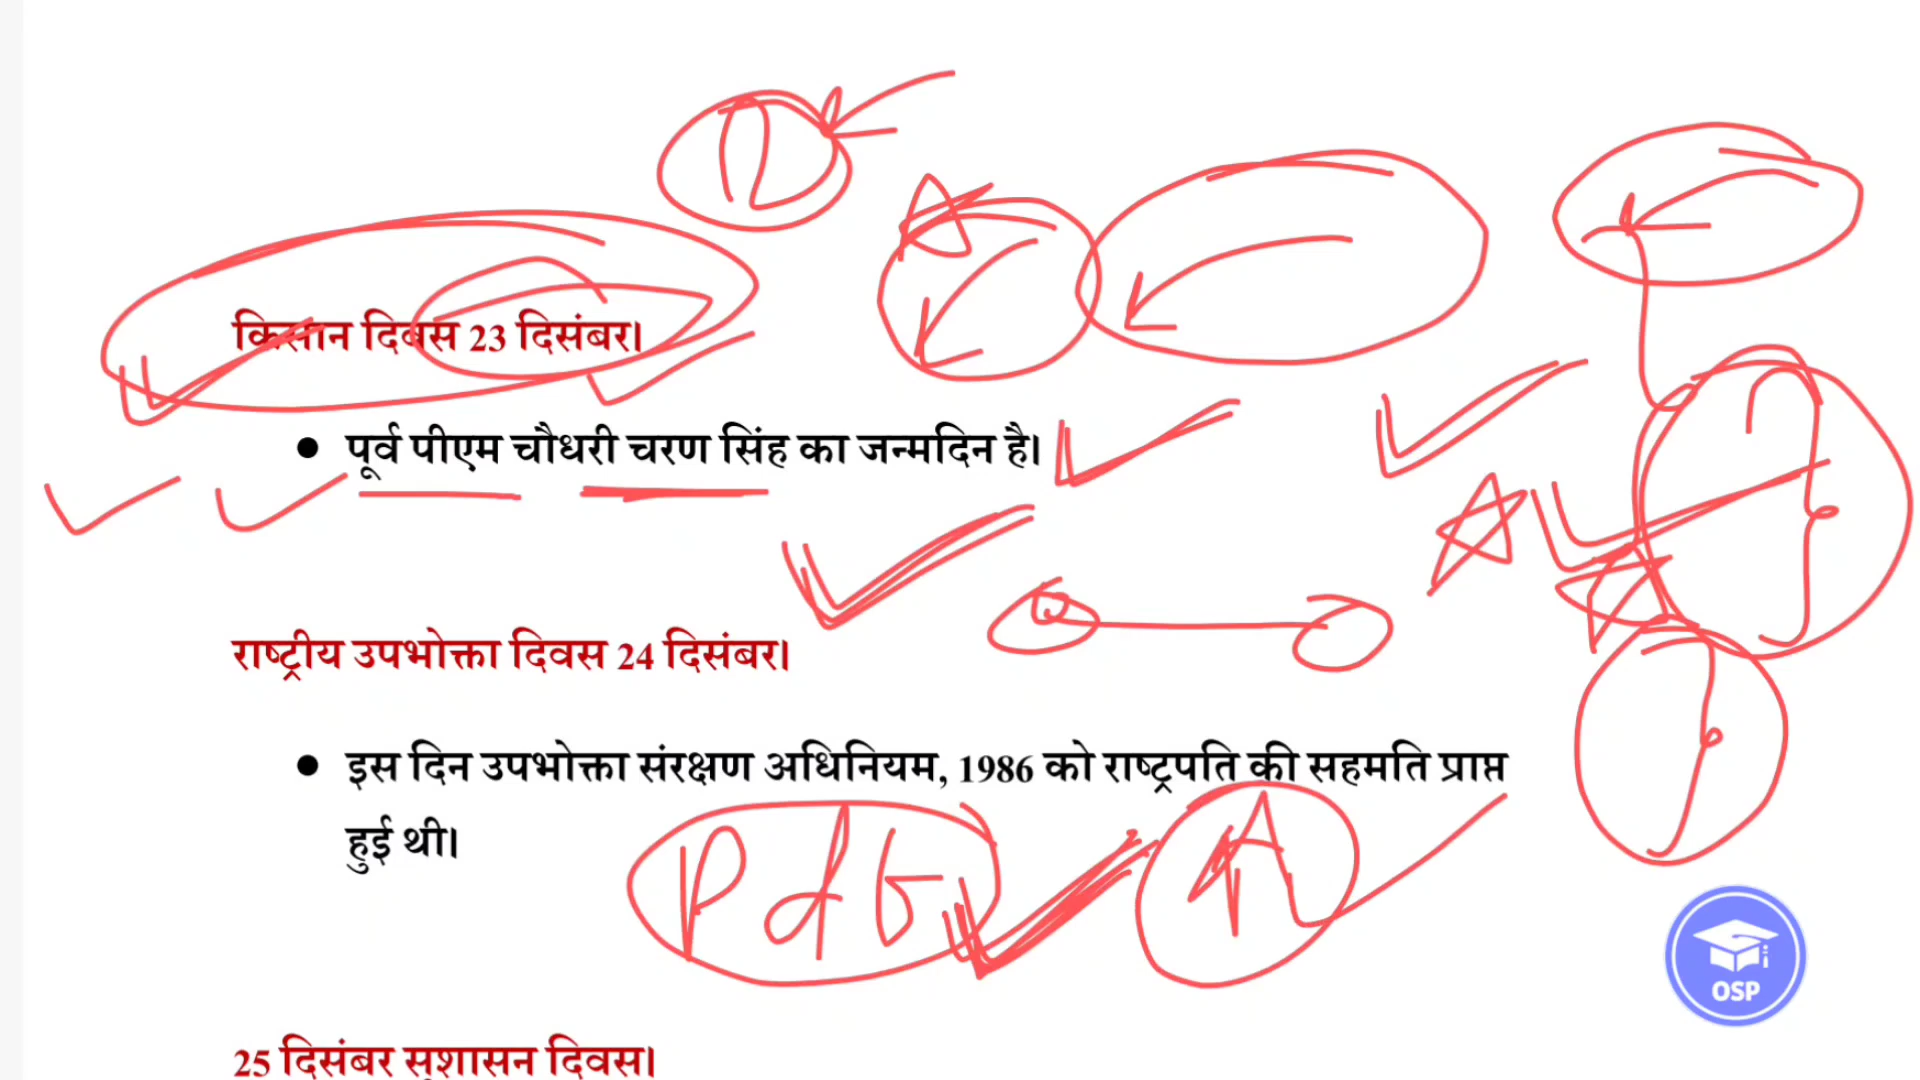 किसान दिवस 23 दिसंबर।
पूर्व पीएम चौधरी चरण सिंह का जन्मदिन है।
राष्ट्रीय उपभोक्ता दिवस 24 दिसंबर।
इस दिन उपभोक्ता संरक्षण अधिनियम, 1986 को राष्ट्रपति की सहमति प्राप्त
हुई थी।
Pdf
A
OSP
25 दिसंबर सुशासन दिवस।